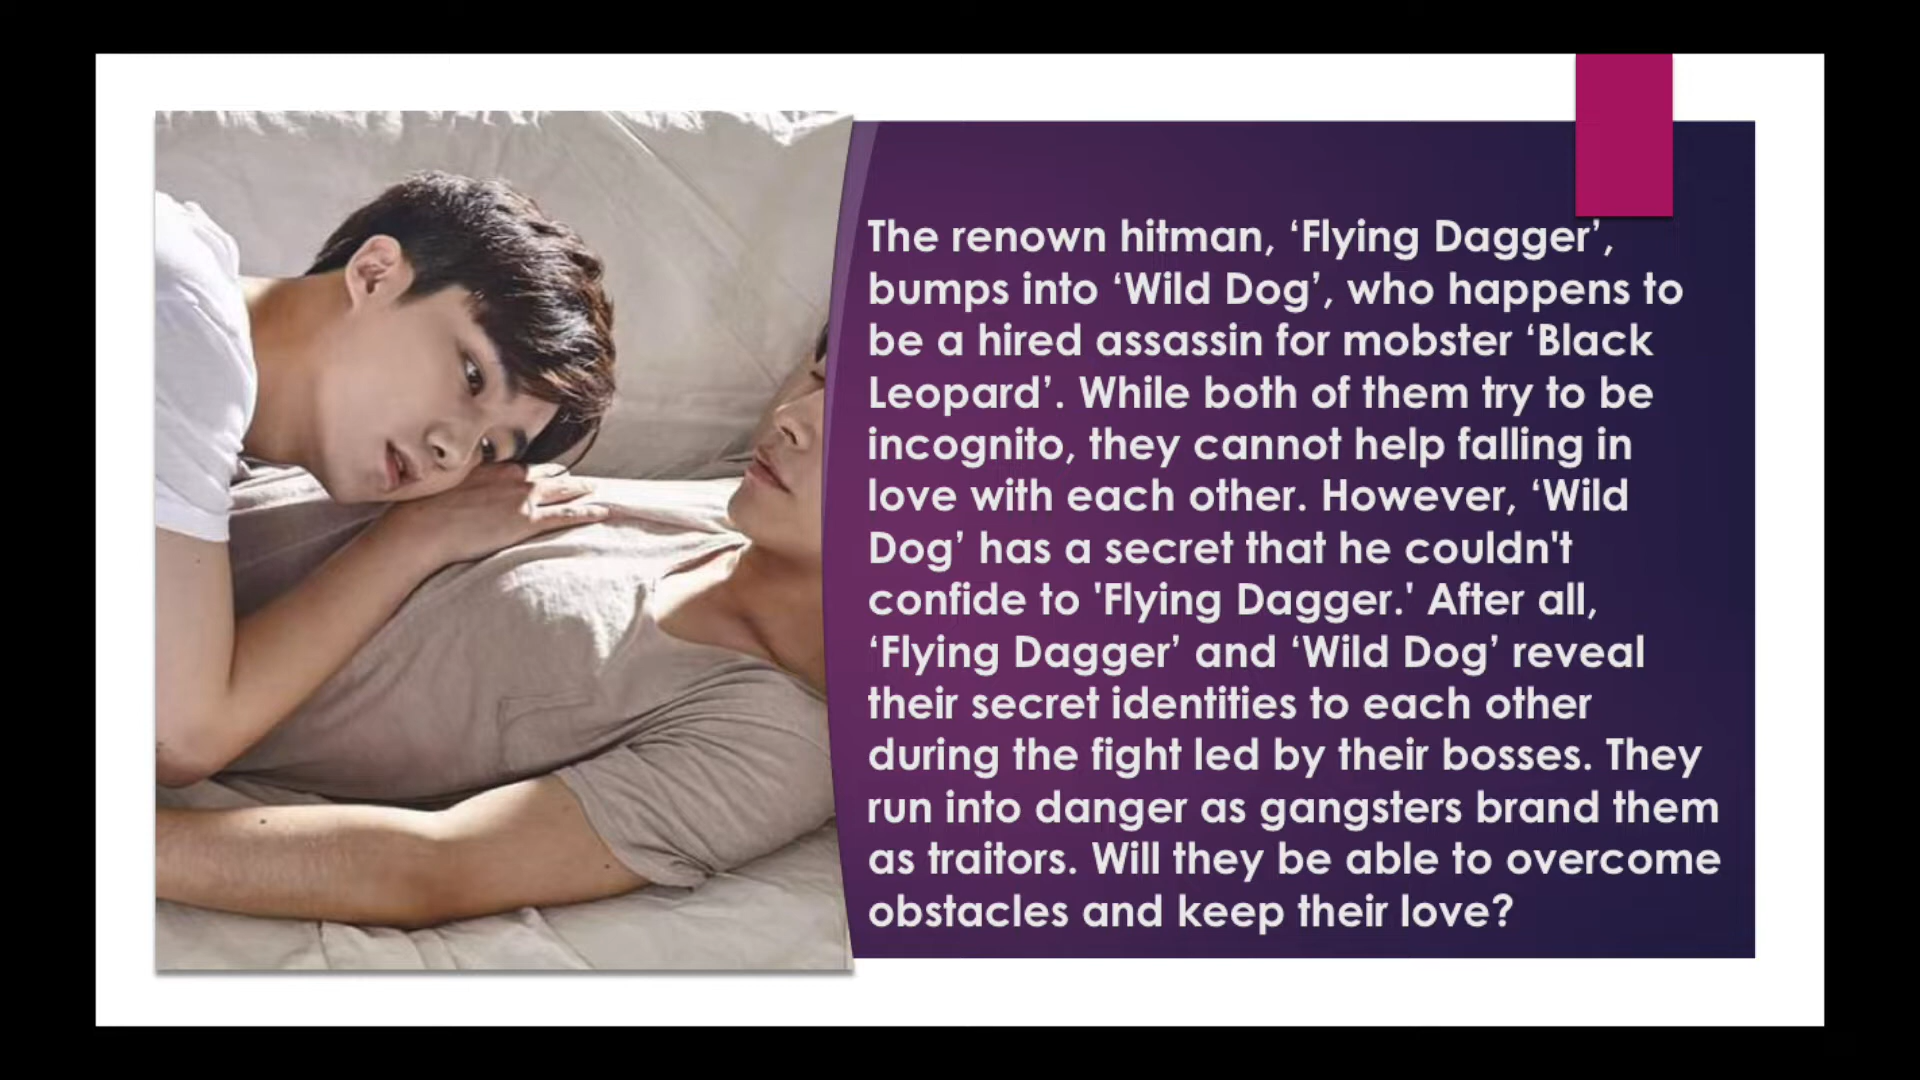 The renown hitman, ‘Flying Dagger’,
bumps into ‘Wild Dog’, who happens to
be a hired assassin for mobster ‘Black
Leopard’. While both of them try to be
incognito, they cannot help falling in
love with each other. However, ‘Wild
Dog’ has a secret that he couldn't
confide to 'Flying Dagger.' After all,
‘Flying Dagger’ and ‘Wild Dog’ reveal
their secret identities to each other
during the fight led by their bosses. They
run into danger as gangsters brand them
as traitors. Will they be able to overcome
obstacles and keep their love?